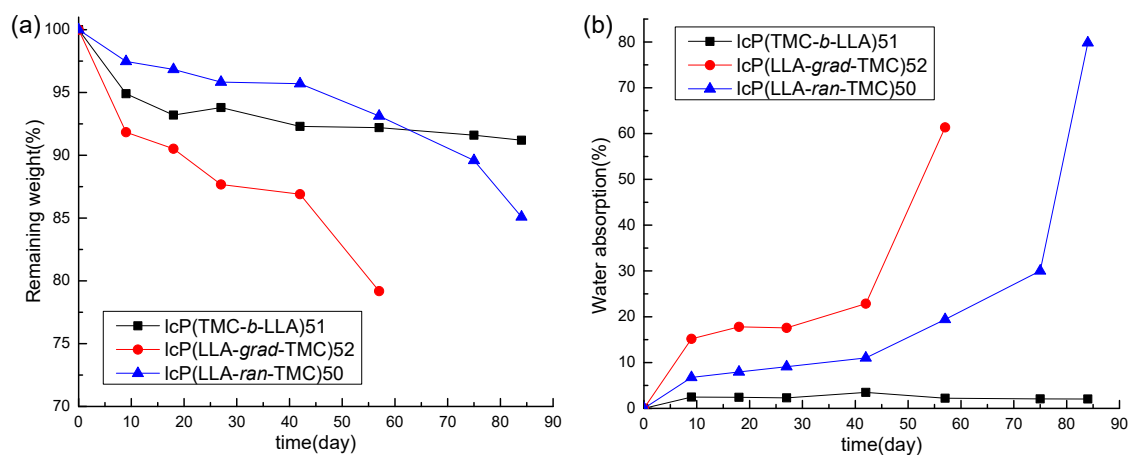 (a)
100
95
90
85
80
75
70
Remaining weight(%)
lcP(TMC-b-LLA)51
lcP(LLA-grad-TMC)52
lcP(LLA-ran-TMC)50
0 10 20 30 40 50 60 70 80 90
time(day)
(b)
80
70
60
50
40
30
20
10
0
Water absorption(%)
lcP(TMC-b-LLA)51
lcP(LLA-grad-TMC)52
lcP(LLA-ran-TMC)50
0 10 20 30 40 50 60 70 80 90
time(day)